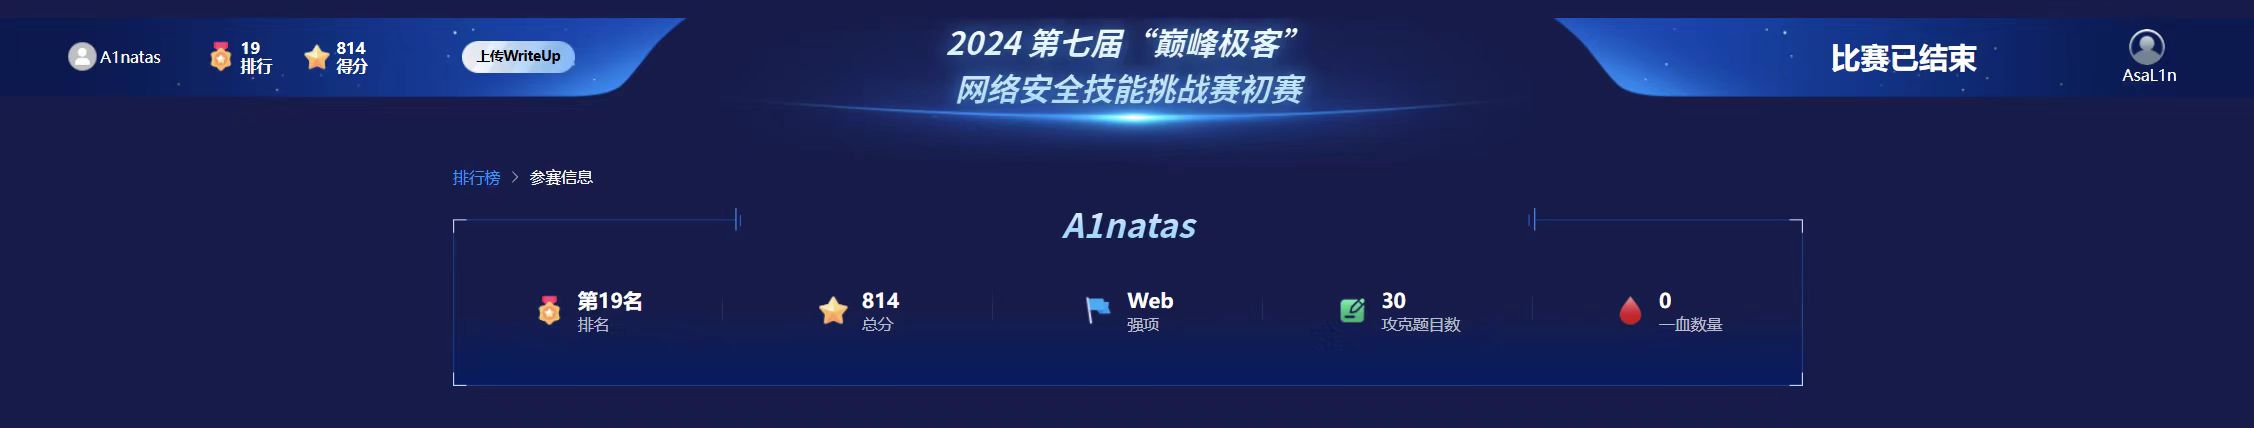 A1natas
19
排行
814
得分
上传WriteUp
2024 第七届“巅峰极客”
网络安全技能挑战赛初赛
比赛已结束
AsaL1n
排行榜 > 参赛信息
A1natas
第19名
排名
814
总分
Web
强项
30
攻克题目数
0
一血数量